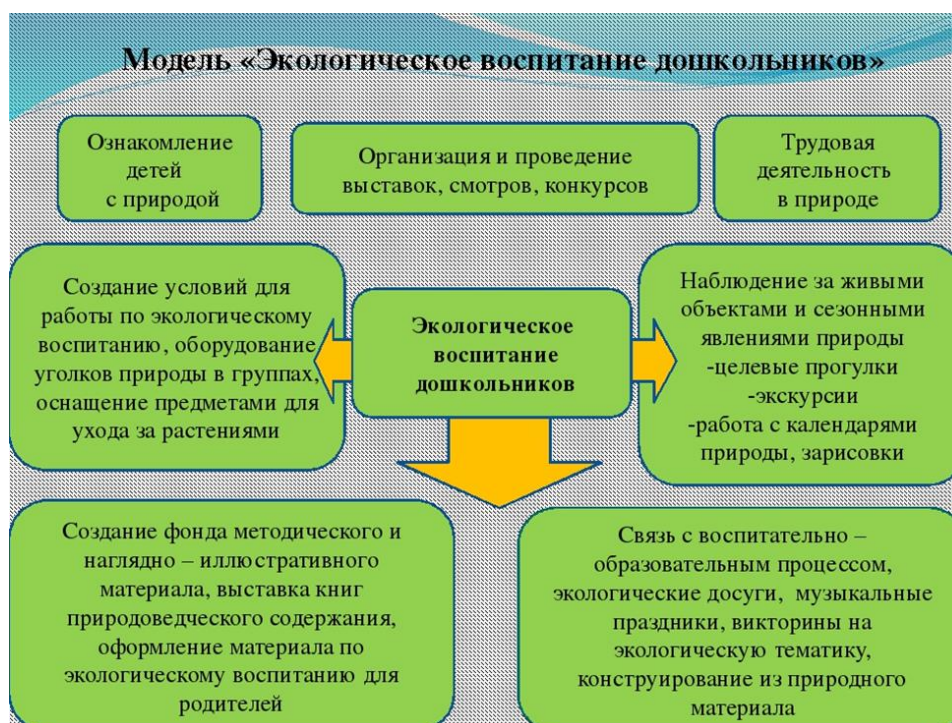 Модель «Экологическое воспитание дошкольников»
Ознакомление
детей
с природой
Организация и проведение
выставок, смотров, конкурсов
Трудовая
деятельность
в природе
Создание условий для
работы по экологическому
воспитанию, оборудование
уголков природы в группах,
оснащение предметами для
ухода за растениями
Экологическое
воспитание
дошкольников
Наблюдение за живыми
объектами и сезонными
явлениями природы
-целевые прогулки
-экскурсии
-работа с календарями
природы, зарисовки
Создание фонда методического и
наглядно – иллюстративного
материала, выставка книг
природоведческого содержания,
оформление материала по
экологическому воспитанию для
родителей
Связь с воспитательно –
образовательным процессом,
экологические досуги, музыкальные
праздники, викторины на
экологическую тематику,
конструирование из природного
материала